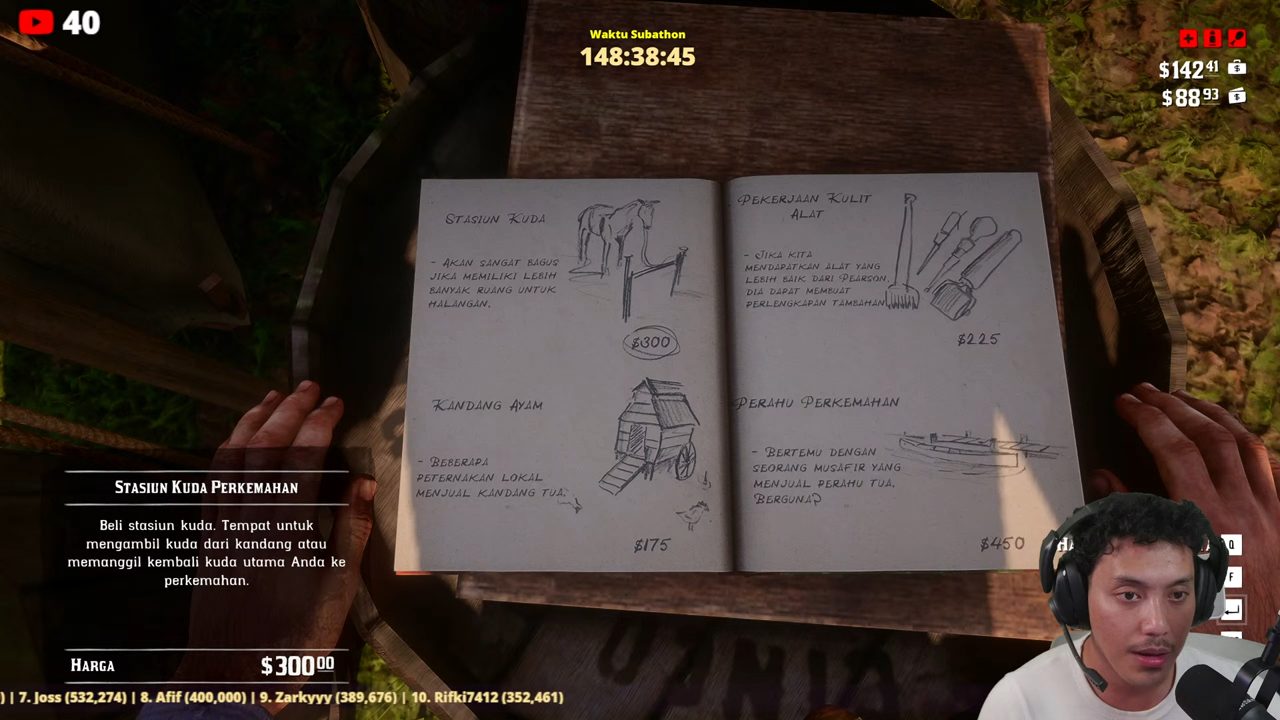 40
Waktu Subathon
148:38:45
$142 41
$88 93
Stasiun Kuda
- Akan sangat bagus
jika memiliki lebih
banyak ruang untuk
halangan.
$300
Kandang Ayam
- Beberapa
peternakan lokal
menjual kandang tua.
$175
Pekerjaan Kulit
Alat
- Jika kita
mendapatkan alat yang
lebih baik dari Pearson,
dia dapat membuat
perlengkapan tambahan
$225
Perahu Perkemahan
- Bertemu dengan
seorang musafir yang
menjual perahu tua.
Berguna?
$450
Stasiun Kuda Perkemahan
Beli stasiun kuda. Tempat untuk
mengambil kuda dari kandang atau
memanggil kembali kuda utama Anda ke
perkemahan.
Harga $300 00
Q
F
) | 7. Joss (532,274) | 8. Afif (400,000) | 9. Zarkyyy (389,676) | 10. Rifki7412 (352,461)